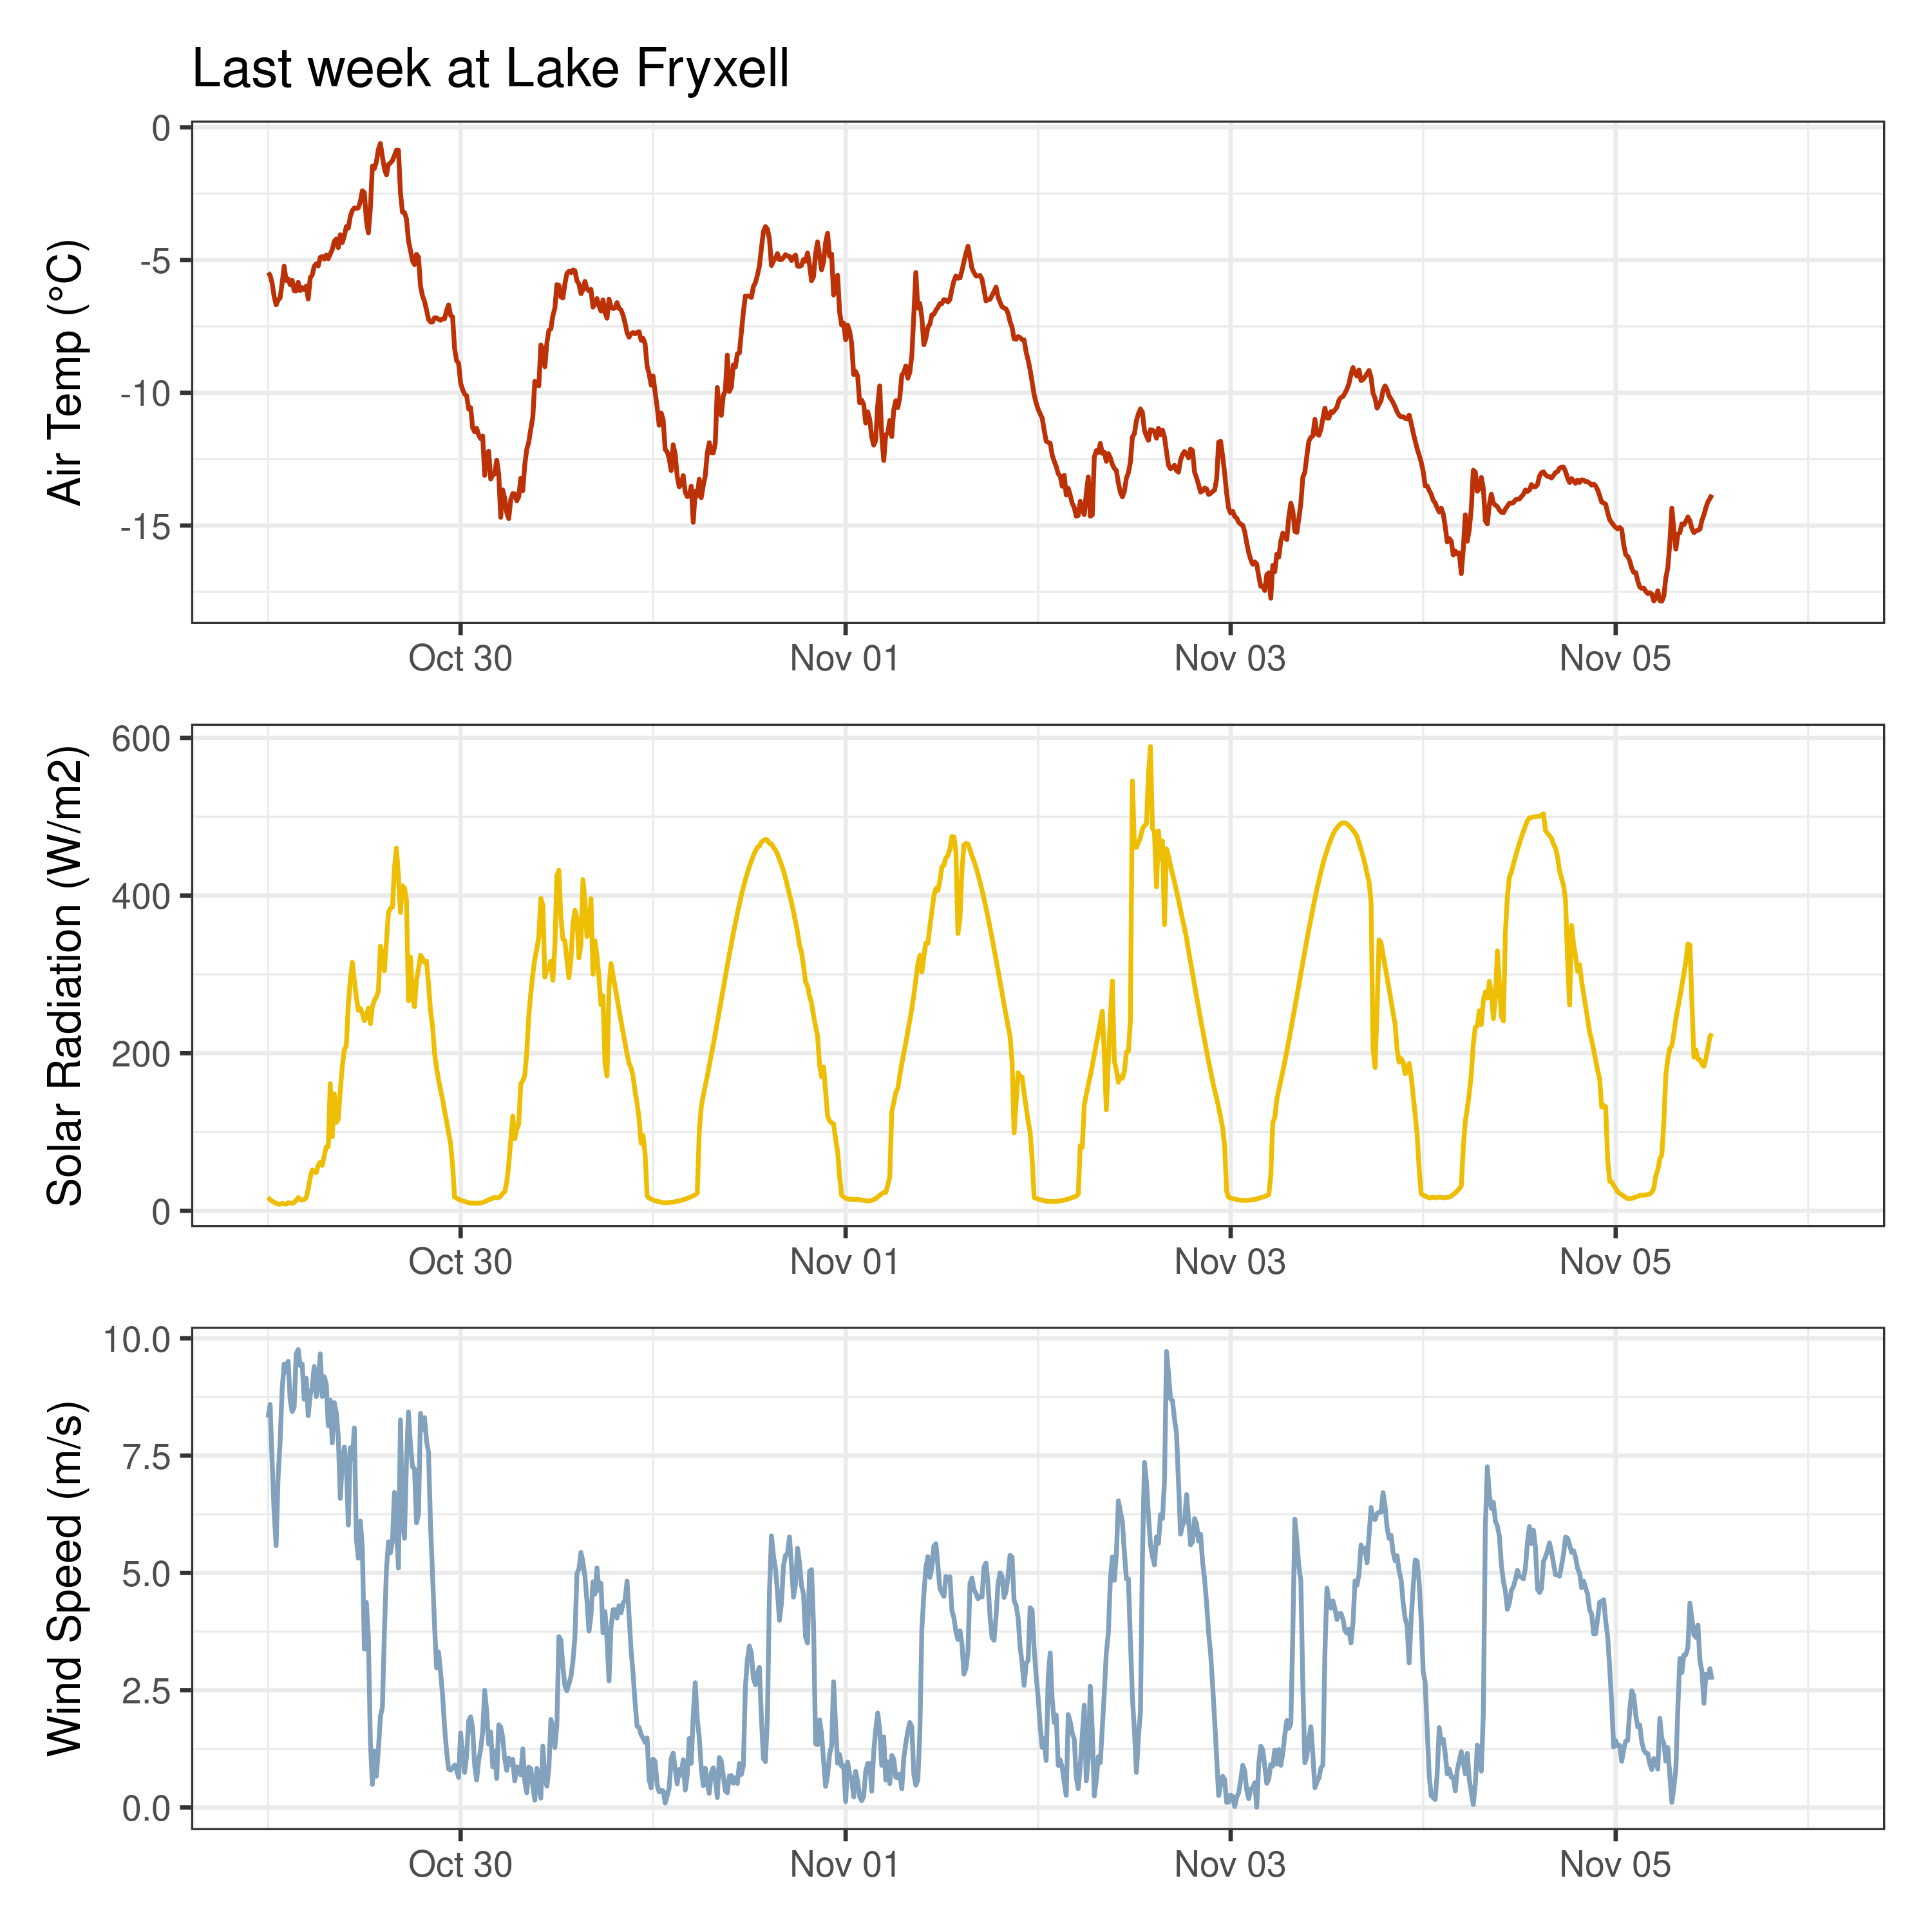 Last week at Lake Fryxell
Air Temp (°C)
0
-5
-10
-15
Oct 30 Nov 01 Nov 03 Nov 05
Solar Radiation (W/m2)
600
400
200
0
Oct 30 Nov 01 Nov 03 Nov 05
Wind Speed (m/s)
10.0
7.5
5.0
2.5
0.0
Oct 30 Nov 01 Nov 03 Nov 05